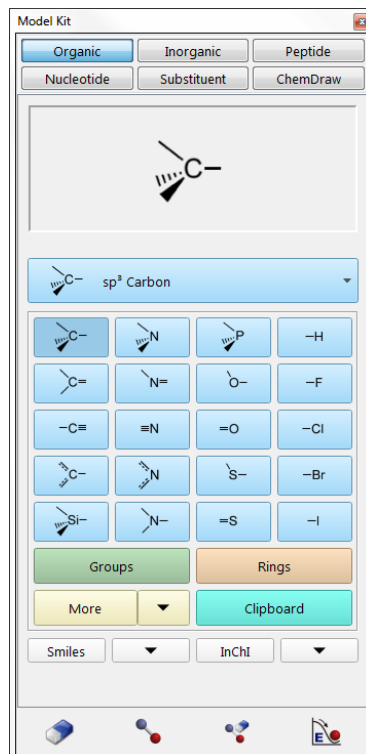 Model Kit
Organic Inorganic Peptide
Nucleotide Substituent ChemDraw
C
C sp³ Carbon
C N P H
C= N= O F
C≡ ≡N =O Cl
C N S Br
Si N =S I
Groups Rings
More Clipboard
Smiles InChI
E